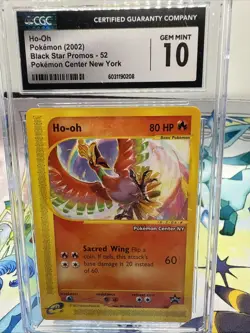 CGC
CERTIFIED GUARANTY COMPANY
Ho-Oh
Pokémon (2002)
Black Star Promos - 52
Pokémon Center New York
GEM MINT
10
6031190208
Ho-oh
80 HP
Basic Pokémon
Pokémon Center NY
Sacred Wing Flip a
coin. If tails, this attack's
base damage is 20 instead
of 60.
60